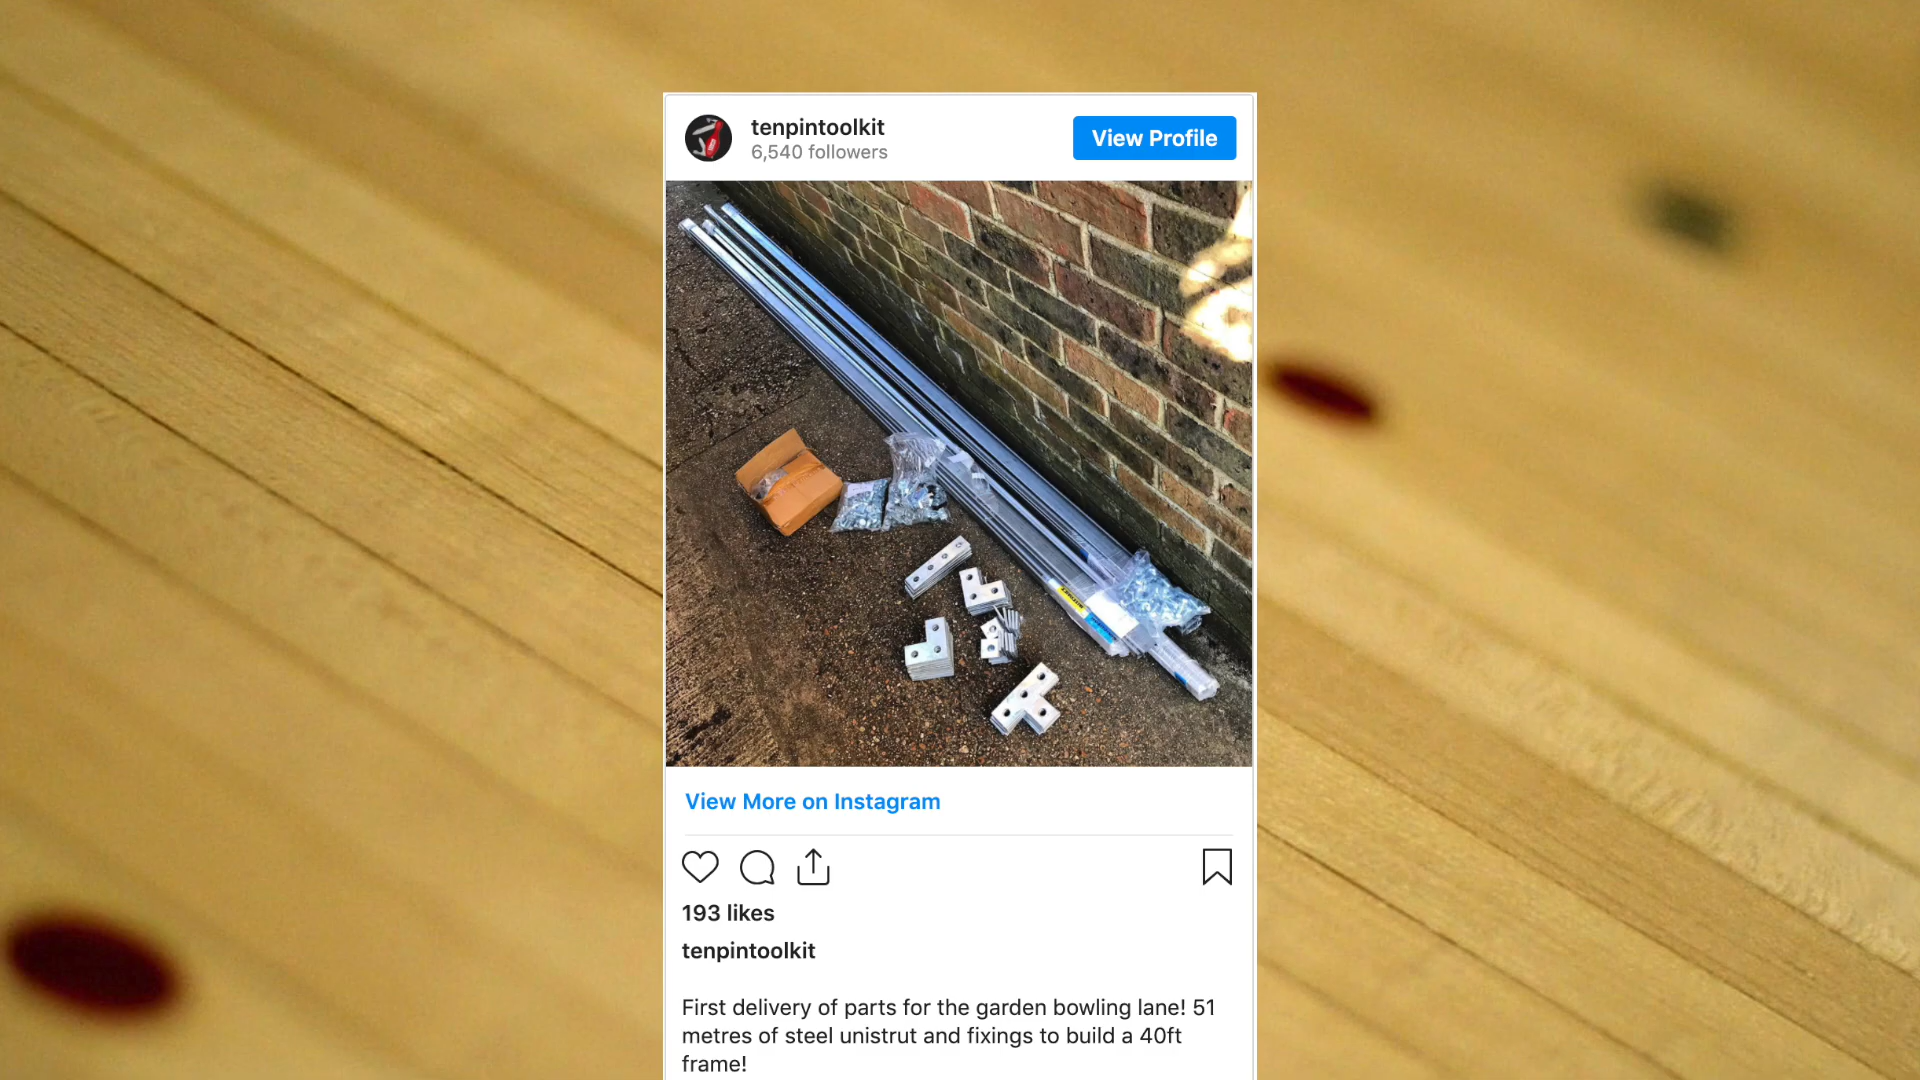 tenpintoolkit
6,540 followers
View Profile
View More on Instagram
193 likes
tenpintoolkit
First delivery of parts for the garden bowling lane! 51
metres of steel unistrut and fixings to build a 40ft
frame!